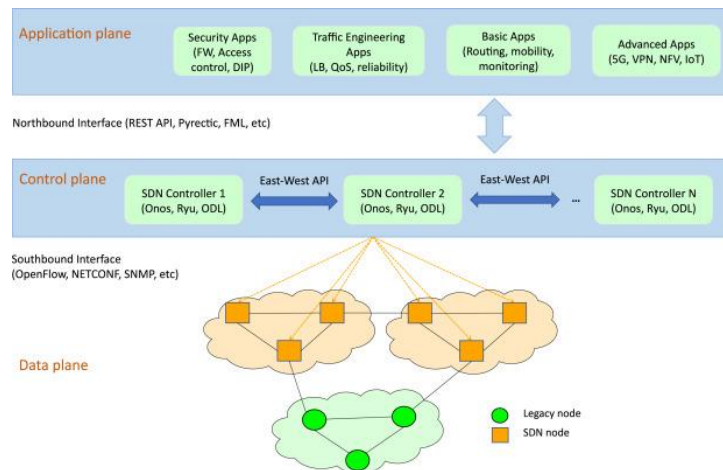 Application plane
Security Apps
(FW, Access
control, DIP)
Traffic Engineering
Apps
(LB, QoS, reliability)
Basic Apps
(Routing, mobility,
monitoring)
Advanced Apps
(5G, VPN, NFV, IoT)
Northbound Interface (REST API, Pyrectic, FML, etc)
Control plane
SDN Controller 1
(Onos, Ryu, ODL)
East-West API
SDN Controller 2
(Onos, Ryu, ODL)
East-West API
...
SDN Controller N
(Onos, Ryu, ODL)
Southbound Interface
(OpenFlow, NETCONF, SNMP, etc)
Data plane
Legacy node
SDN node